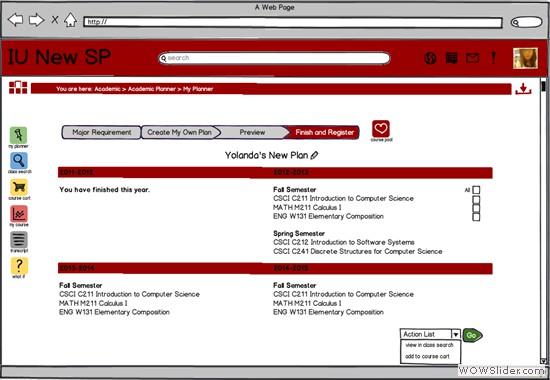 A Web Page
http://
IU New SP
search
You are here: Academic > Academic Planner > My Planner
Major Requirement
Create My Own Plan
Preview
Finish and Register
course pool
my planner
class search
course cart
my course
transcript
what if
Yolanda's New Plan
2011-2012
2012-2013
You have finished this year.
Fall Semester
All
CSCI C211 Introduction to Computer Science
MATH M211 Calculus I
ENG W131 Elementary Composition
Spring Semester
CSCI C212 Introduction to Software Systems
CSCI C241 Discrete Structures for Computer Science
2013-2014
2014-2015
Fall Semester
CSCI C211 Introduction to Computer Science
MATH M211 Calculus I
ENG W131 Elementary Composition
Fall Semester
CSCI C211 Introduction to Computer Science
MATH M211 Calculus I
ENG W131 Elementary Composition
Action List
Go
view in class search
add to course cart
WOWSlider.com